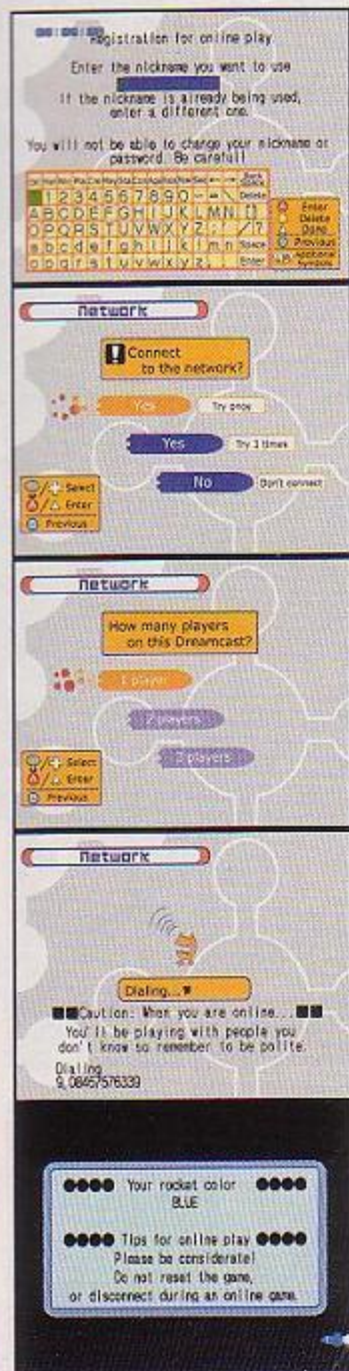 Registration for online play
Enter the nickname you want to use
If the nickname is already being used,
enter a different one.
You will not be able to change your nickname or
password. Be careful!
Back Space
1 2 3 4 5 6 7 8 9 0 - = \ Delete
A B C D E F G H I J K L M N [ ]
O P Q R S T U V W X Y Z ; ' / ?
a b c d e f g h i j k l m n Space
o p q r s t u v w x y z , . Enter
Enter
Delete
Done
Previous
Additional Symbols
Network
! Connect
to the network?
Yes Try once
Yes Try 3 times
No Don't connect
/ Select
/ Enter
Previous
Network
How many players
on this Dreamcast?
1 player
2 players
3 players
/ Select
/ Enter
Previous
Network
Dialing...
Caution: When you are online...
You'll be playing with people you
don't know so remember to be polite.
Dialing
9,08457576339
Your rocket color
BLUE
Tips for online play
Please be considerate!
Do not reset the game,
or disconnect during an online game.